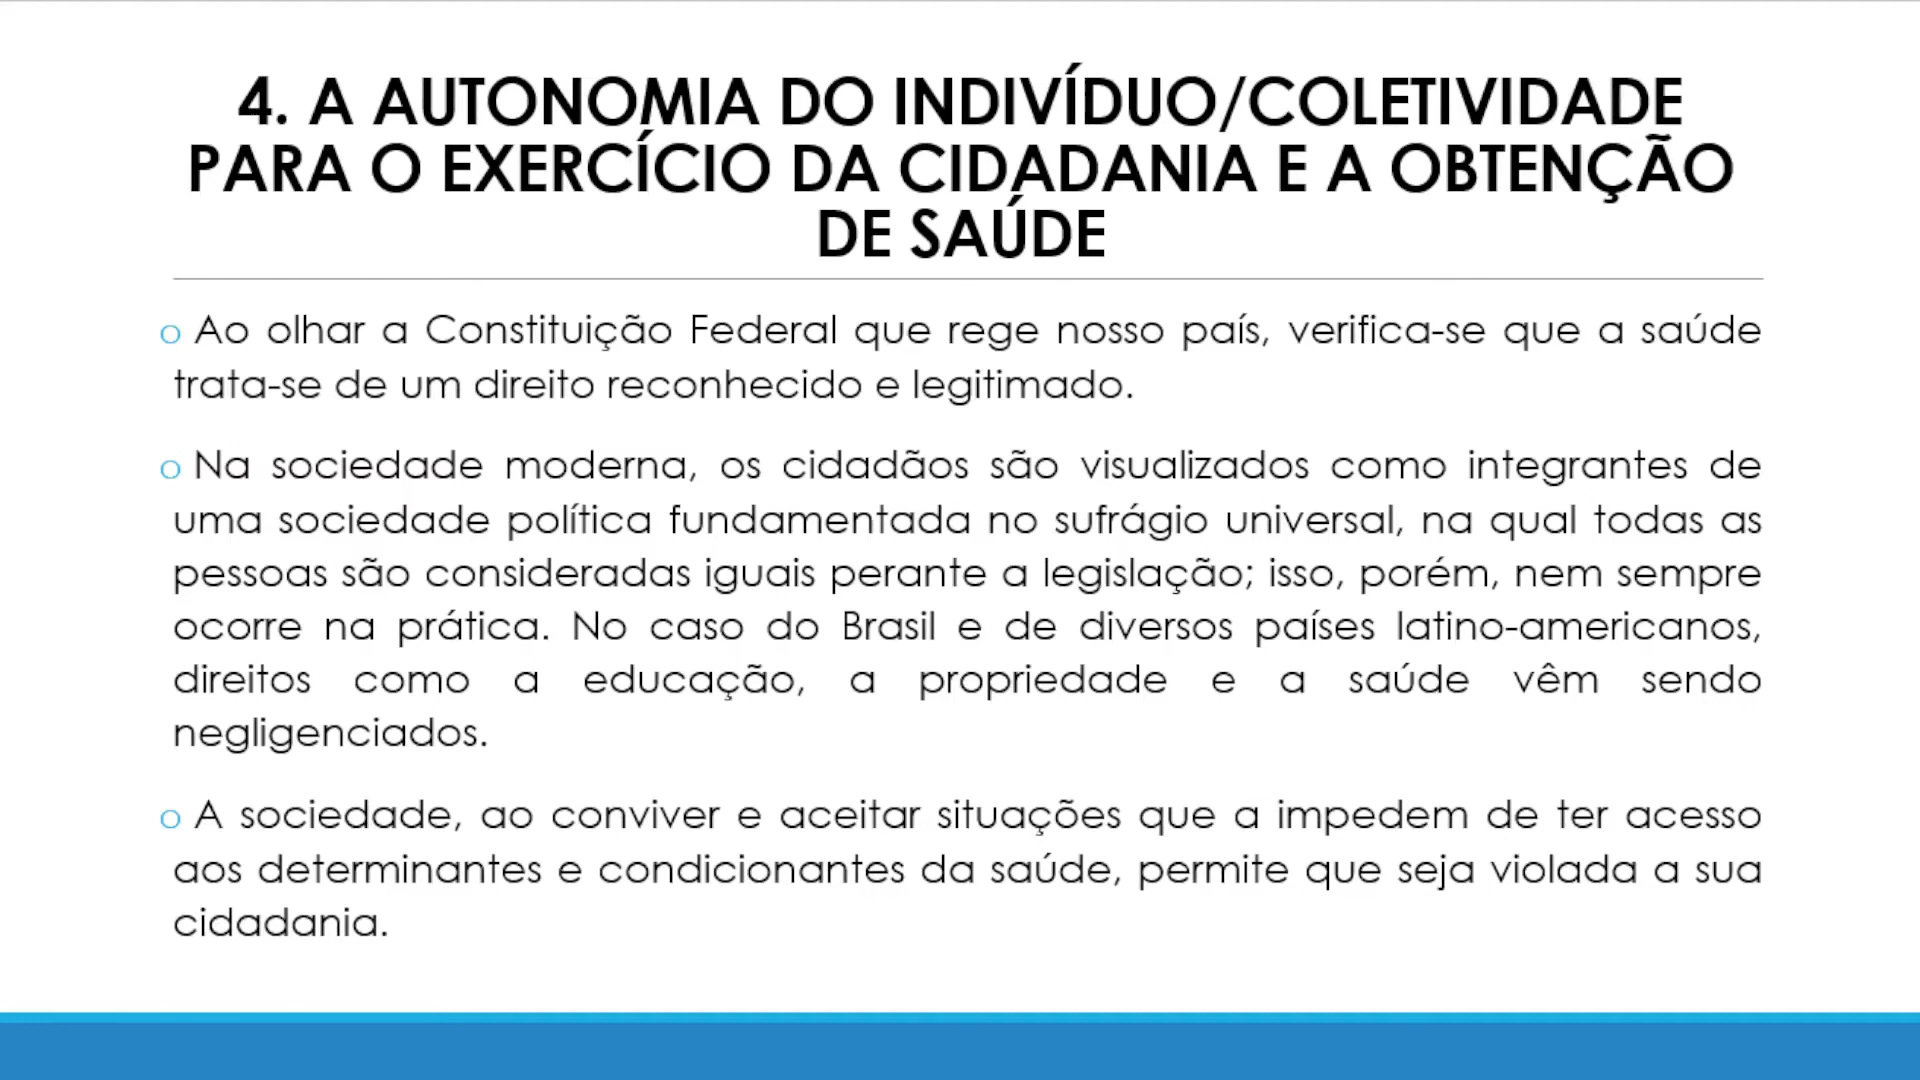 4. A AUTONOMIA DO INDIVÍDUO/COLETIVIDADE
PARA O EXERCÍCIO DA CIDADANIA E A OBTENÇÃO
DE SAÚDE
o Ao olhar a Constituição Federal que rege nosso país, verifica-se que a saúde
trata-se de um direito reconhecido e legitimado.
o Na sociedade moderna, os cidadãos são visualizados como integrantes de
uma sociedade política fundamentada no sufrágio universal, na qual todas as
pessoas são consideradas iguais perante a legislação; isso, porém, nem sempre
ocorre na prática. No caso do Brasil e de diversos países latino-americanos,
direitos como a educação, a propriedade e a saúde vêm sendo
negligenciados.
o A sociedade, ao conviver e aceitar situações que a impedem de ter acesso
aos determinantes e condicionantes da saúde, permite que seja violada a sua
cidadania.